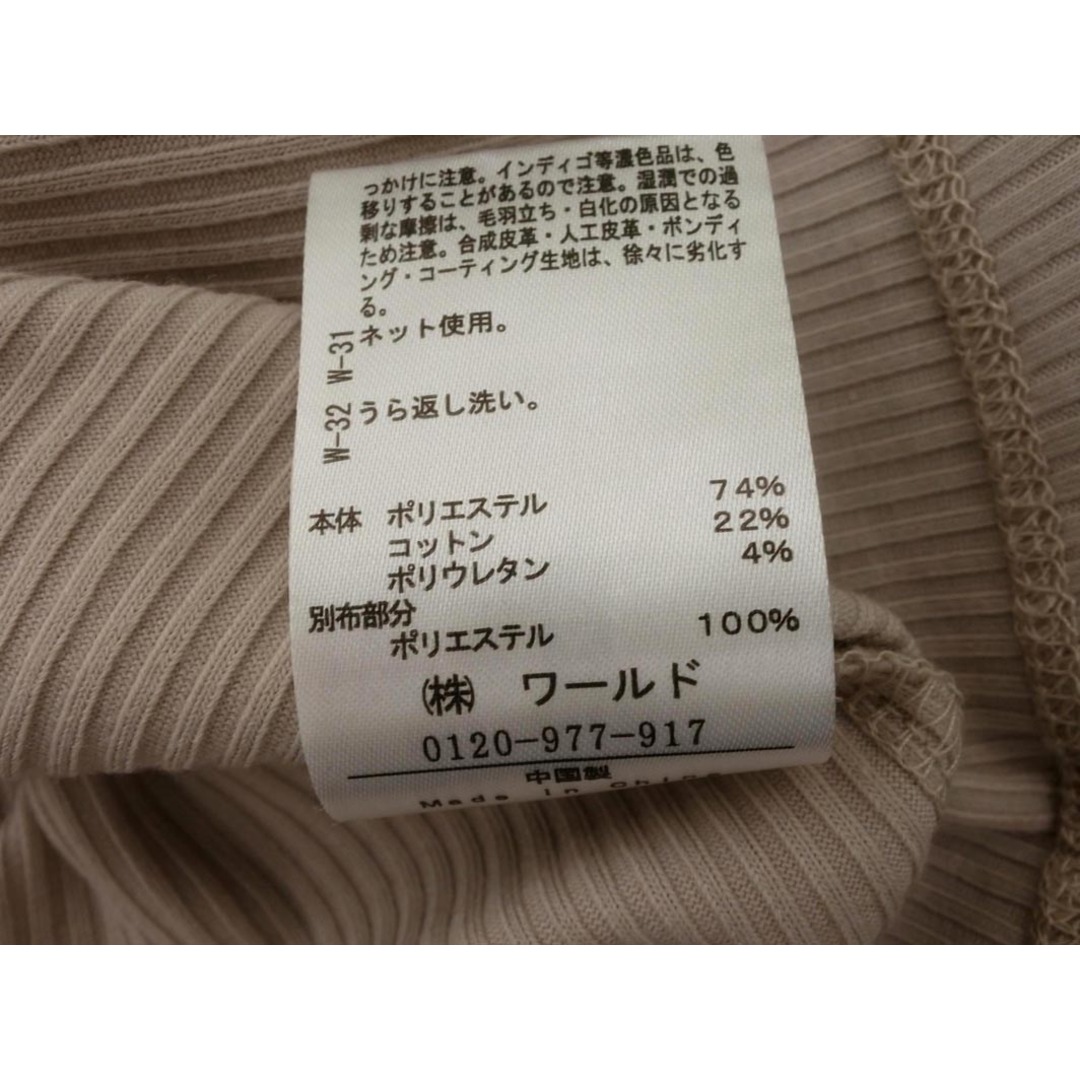 っかけに注意。インディゴ等濃色品は、色
移りすることがあるので注意。湿潤での過
剰な摩擦は、毛羽立ち・白化の原因となる
ため注意。合成皮革・人工皮革・ボンディ
ング・コーティング生地は、徐々に劣化す
る。
W-31 ネット使用。
W-32 うら返し洗い。
本体 ポリエステル 74%
コットン 22%
ポリウレタン 4%
別布部分
ポリエステル 100%
㈱ ワールド
0120-977-917
中国製
Made in China